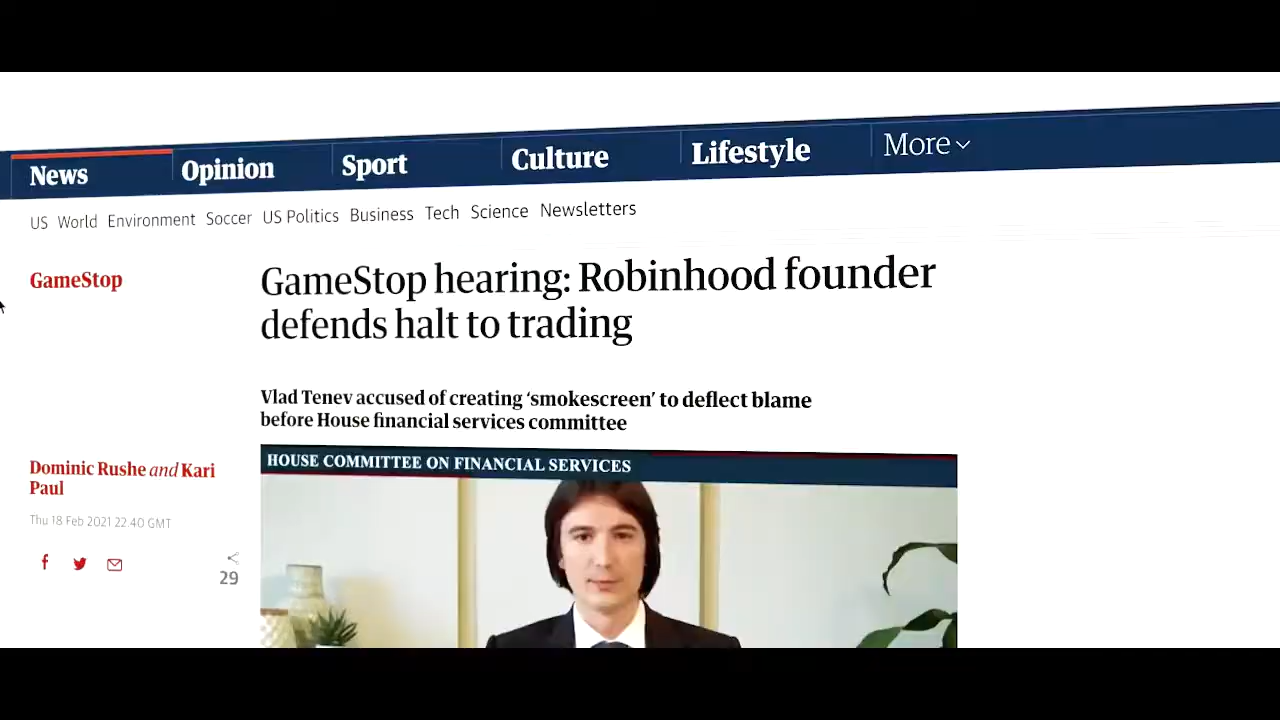 News Opinion Sport Culture Lifestyle More
US World Environment Soccer US Politics Business Tech Science Newsletters
GameStop
GameStop hearing: Robinhood founder
defends halt to trading
Vlad Tenev accused of creating ‘smokescreen’ to deflect blame
before House financial services committee
Dominic Rushe and Kari
Paul
Thu 18 Feb 2021 22.40 GMT
29
HOUSE COMMITTEE ON FINANCIAL SERVICES